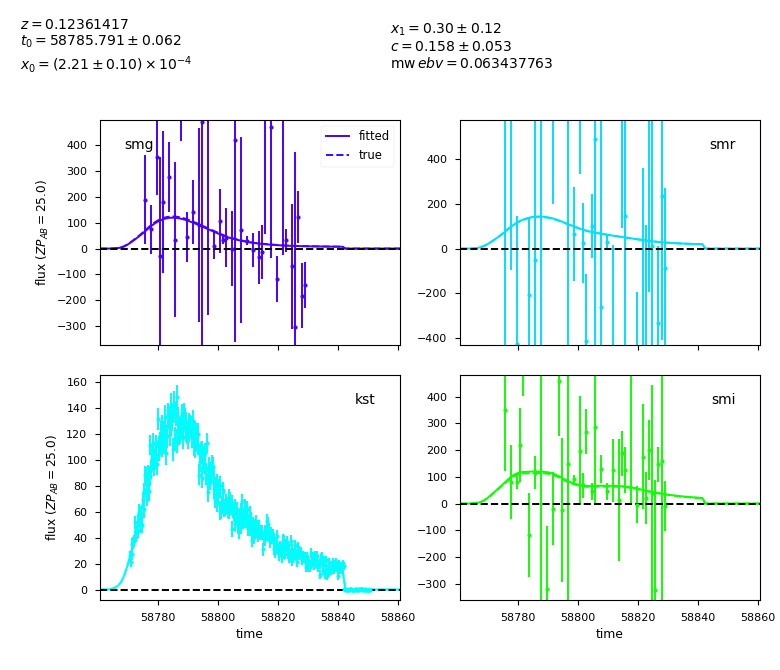 z = 0.12361417
t₀ = 58785.791 ± 0.062
x₀ = (2.21 ± 0.10) × 10⁻⁴
x₁ = 0.30 ± 0.12
c = 0.158 ± 0.053
mwebv = 0.063437763
smg
fitted
true
400
300
200
100
0
−100
−200
−300
flux (ZP_AB = 25.0)
smr
400
200
0
−200
−400
kst
160
140
120
100
80
60
40
20
0
flux (ZP_AB = 25.0)
58780
58800
58820
58840
58860
time
smi
400
300
200
100
0
−100
−200
−300
58780
58800
58820
58840
58860
time